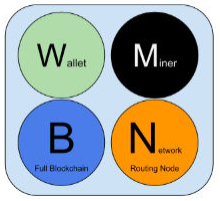 Wallet
Miner
B
Full Blockchain
Network
Routing Node